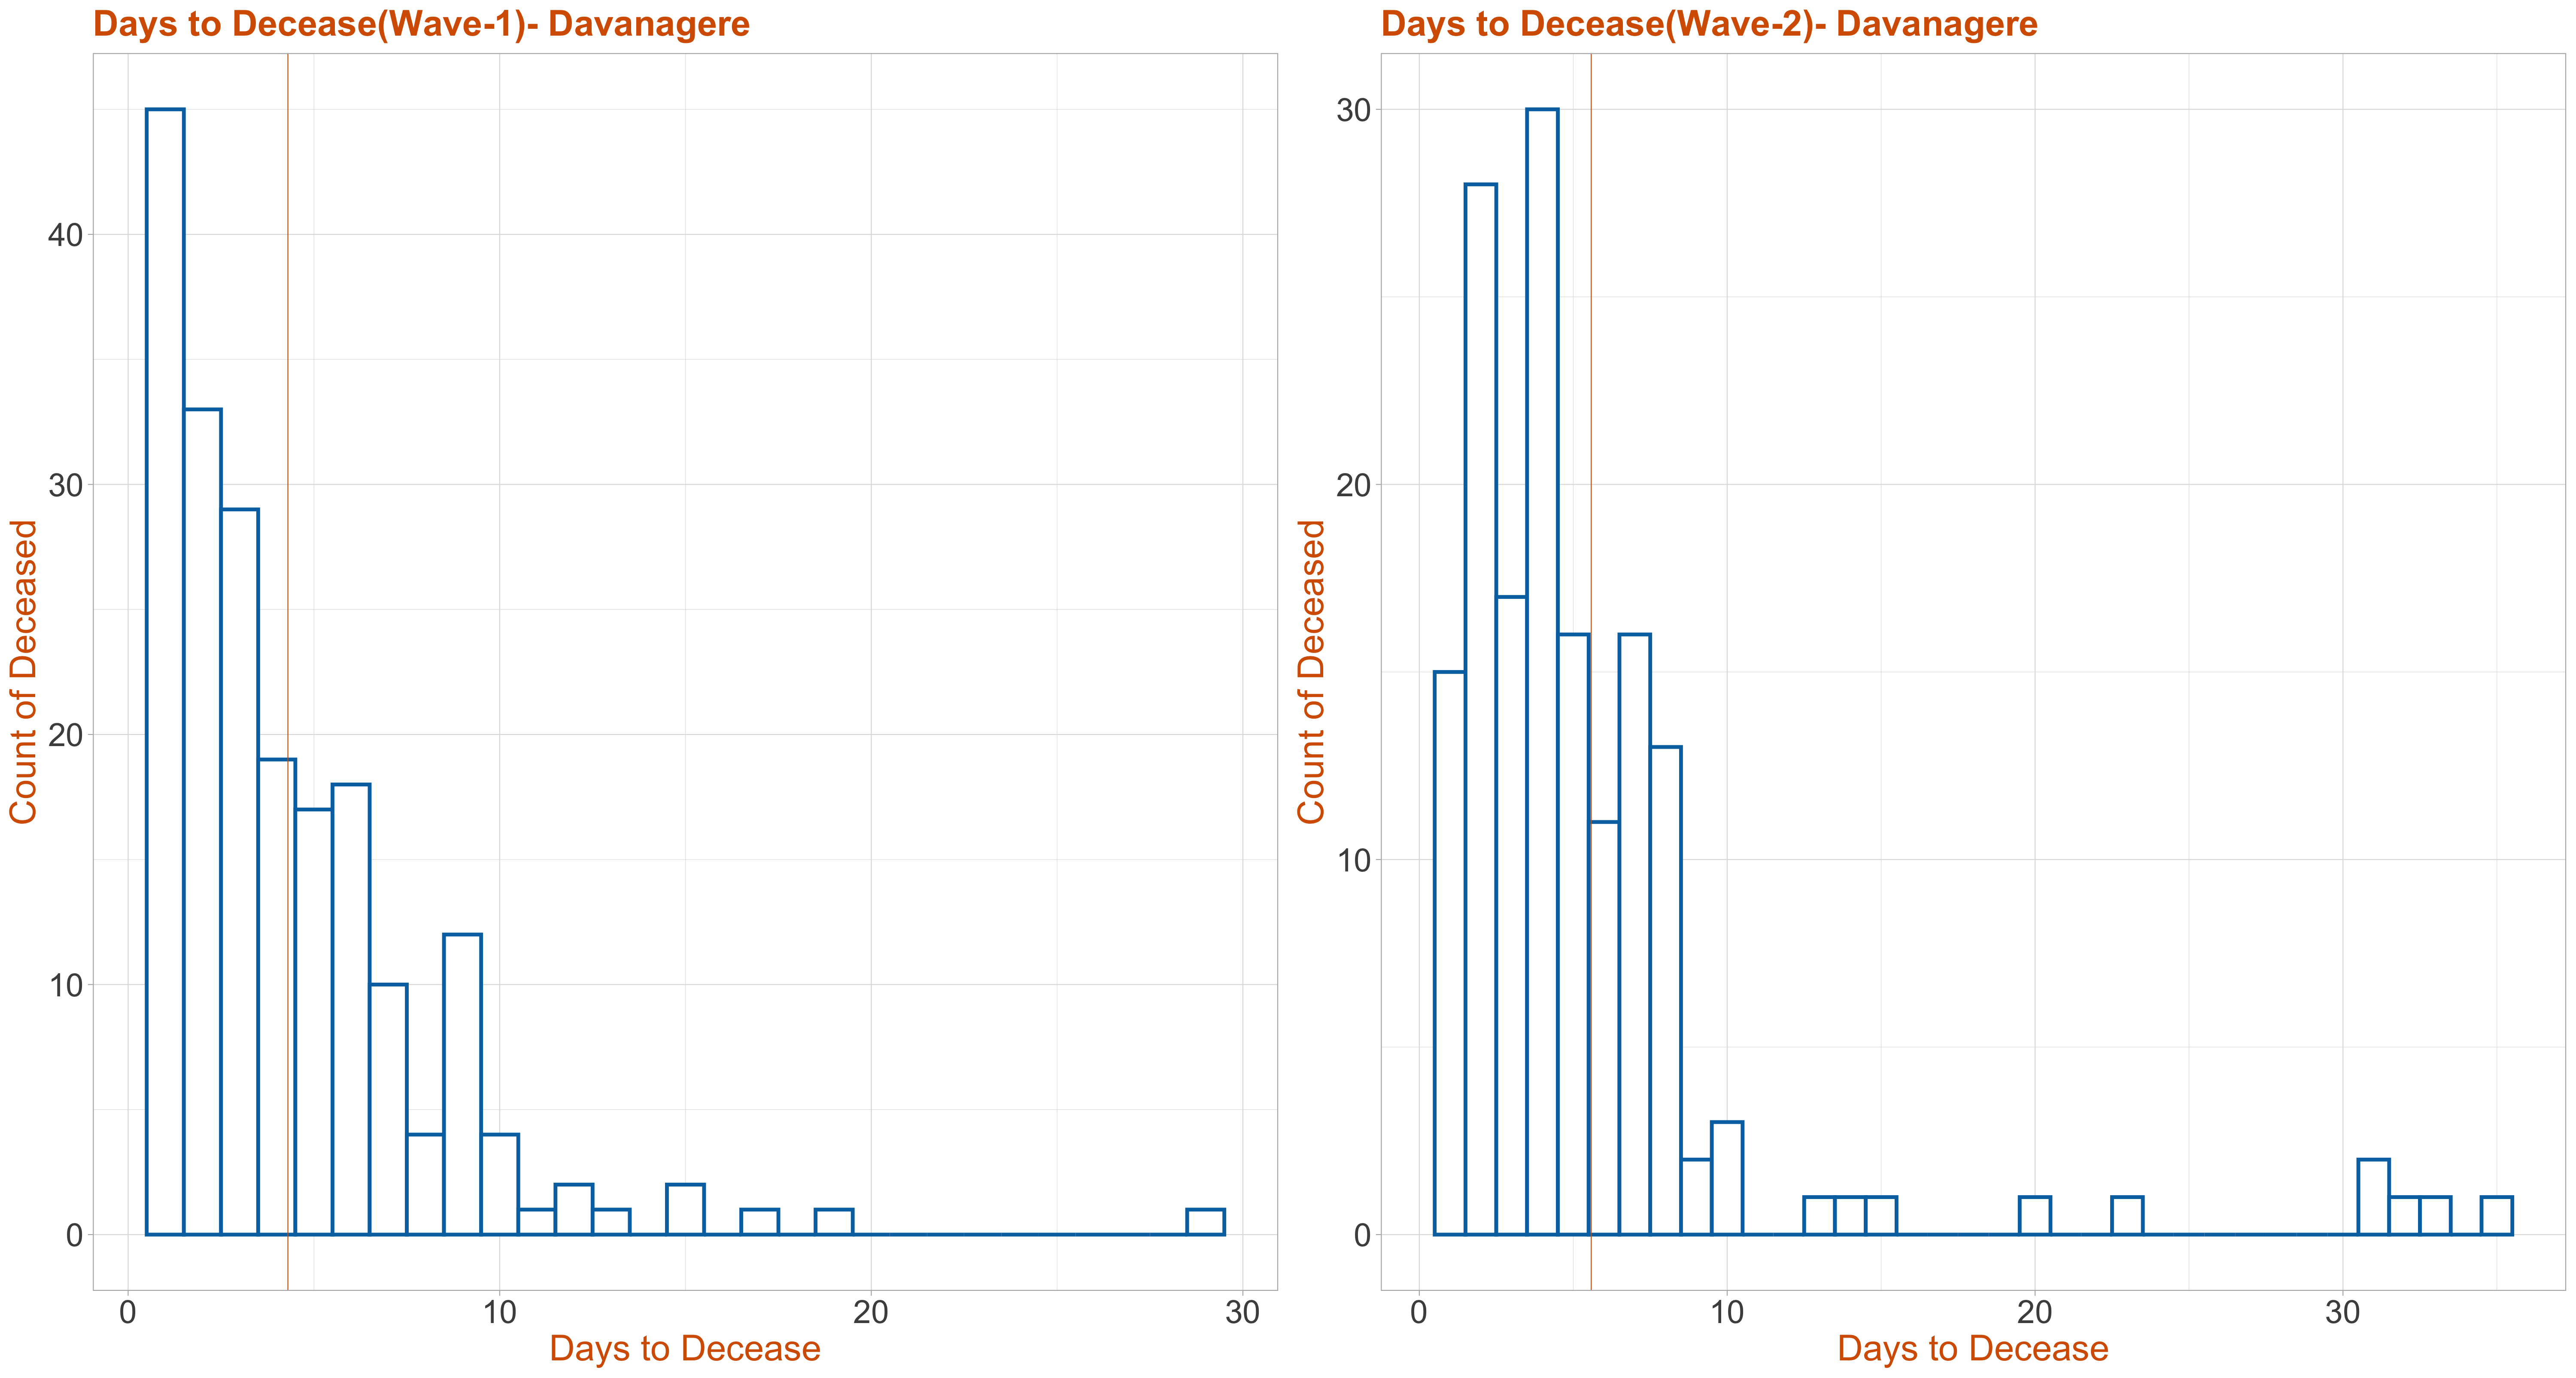 Days to Decease(Wave-1)- Davanagere
Count of Deceased
40
30
20
10
0
0 10 20 30
Days to Decease
Days to Decease(Wave-2)- Davanagere
Count of Deceased
30
20
10
0
0 10 20 30
Days to Decease